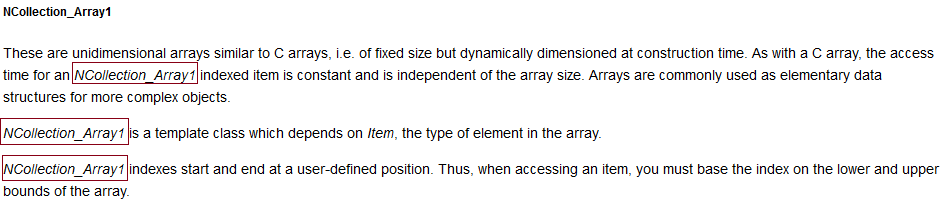 NCollection_Array1
These are unidimensional arrays similar to C arrays, i.e. of fixed size but dynamically dimensioned at construction time. As with a C array, the access
time for an NCollection_Array1 indexed item is constant and is independent of the array size. Arrays are commonly used as elementary data
structures for more complex objects.
NCollection_Array1 is a template class which depends on Item, the type of element in the array.
NCollection_Array1 indexes start and end at a user-defined position. Thus, when accessing an item, you must base the index on the lower and upper
bounds of the array.